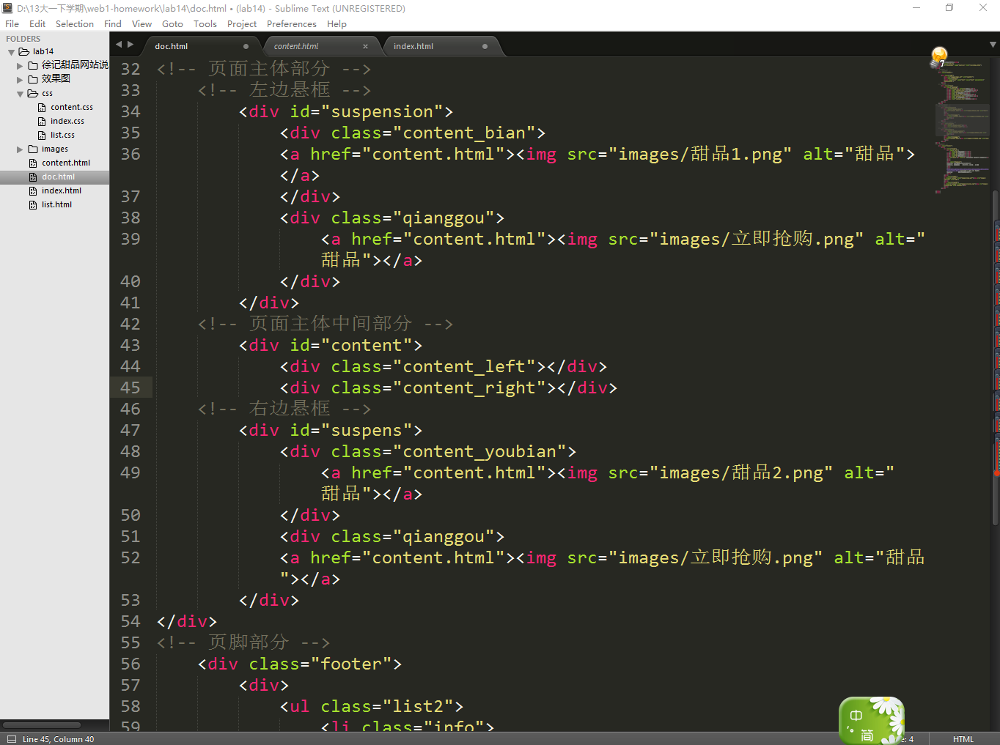 D:\13大一下学期\web1-homework\lab14\doc.html • (lab14) - Sublime Text (UNREGISTERED)
File Edit Selection Find View Goto Tools Project Preferences Help
FOLDERS
lab14
徐记甜品网站说
效果图
css
content.css
index.css
list.css
images
content.html
doc.html
index.html
list.html
doc.html content.html index.html
7
32 <!-- 页面主体部分 -->
33 <!-- 左边悬框 -->
34 <div id="suspension">
35 <div class="content_bian">
36 <a href="content.html"><img src="images/甜品1.png" alt="甜品">
</a>
37 </div>
38 <div class="qianggou">
39 <a href="content.html"><img src="images/立即抢购.png" alt="
甜品"></a>
40 </div>
41 </div>
42 <!-- 页面主体中间部分 -->
43 <div id="content">
44 <div class="content_left"></div>
45 <div class="content_right"></div>
46 <!-- 右边悬框 -->
47 <div id="suspens">
48 <div class="content_youbian">
49 <a href="content.html"><img src="images/甜品2.png" alt="
甜品"></a>
50 </div>
51 <div class="qianggou">
52 <a href="content.html"><img src="images/立即抢购.png" alt="甜品
"></a>
53 </div>
54 </div>
55 <!-- 页脚部分 -->
56 <div class="footer">
57 <div>
58 <ul class="list2">
59 <li class="info">
中
简
Line 45, Column 40
4
HTML